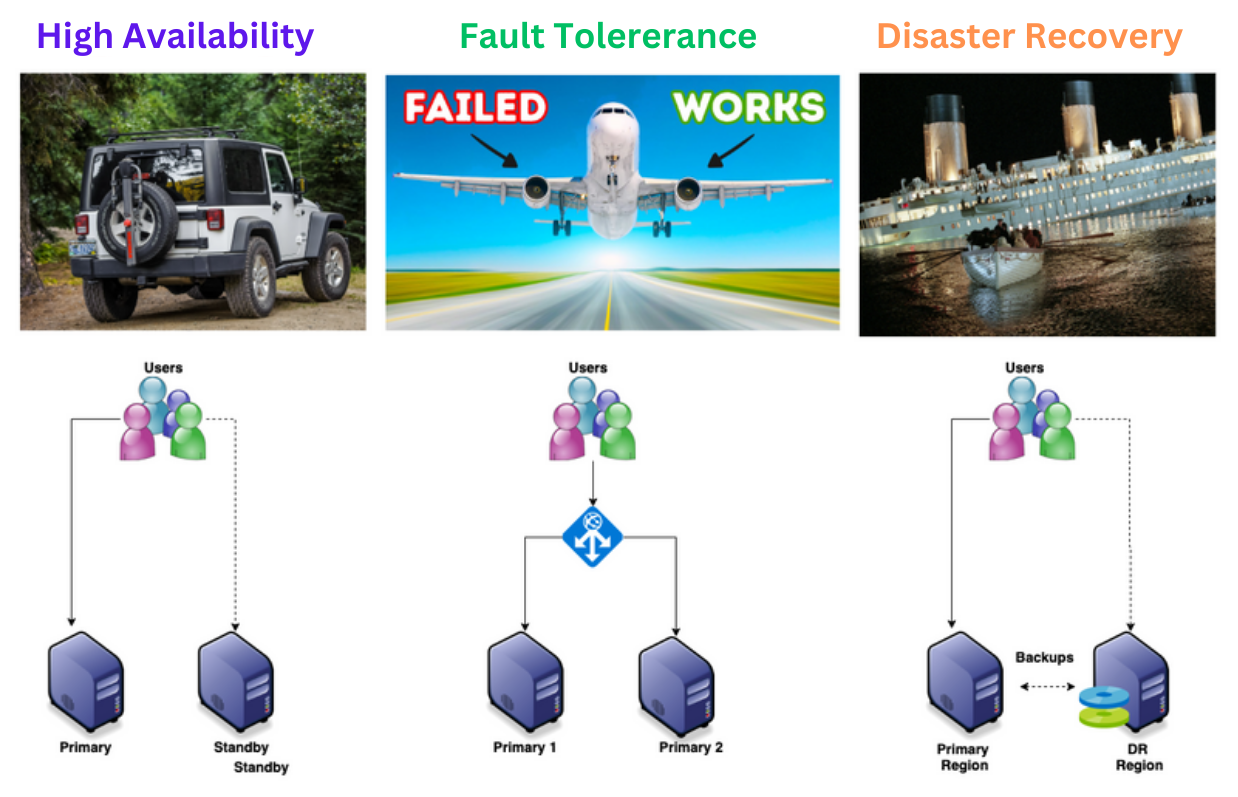 High Availability
Fault Tolererance
Disaster Recovery
FAILED
WORKS
Users
Users
Users
Backups
Primary
Standby
Standby
Primary 1
Primary 2
Primary
Region
DR
Region